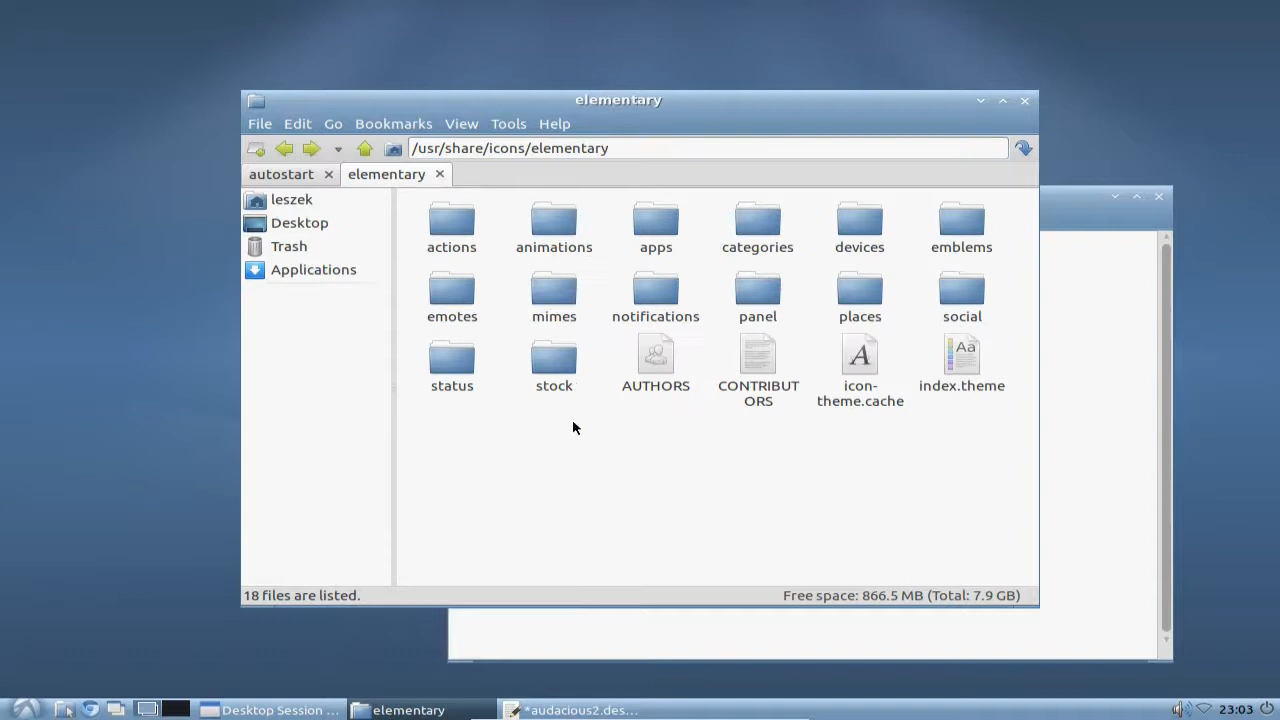 elementary
File Edit Go Bookmarks View Tools Help
/usr/share/icons/elementary
autostart elementary
leszek
Desktop
Trash
Applications
actions animations apps categories devices emblems
emotes mimes notifications panel places social
status stock AUTHORS CONTRIBUT icon- index.theme
ORS theme.cache
18 files are listed. Free space: 866.5 MB (Total: 7.9 GB)
Desktop Session ... elementary *audacious2.des... 23:03